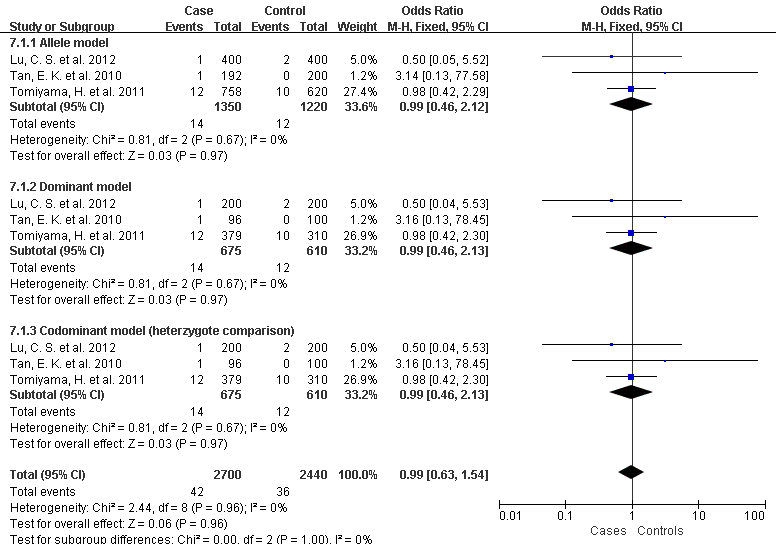 Case Control Odds Ratio Odds Ratio
Study or Subgroup Events Total Events Total Weight M-H, Fixed, 95% CI M-H, Fixed, 95% CI
7.1.1 Allele model
Lu, C. S. et al. 2012 1 400 2 400 5.0% 0.50 [0.05, 5.52]
Tan, E. K. et al. 2010 1 192 0 200 1.2% 3.14 [0.13, 77.58]
Tomiyama, H. et al. 2011 12 758 10 620 27.4% 0.98 [0.42, 2.29]
Subtotal (95% CI) 1350 1220 33.6% 0.99 [0.46, 2.12]
Total events 14 12
Heterogeneity: Chi² = 0.81, df = 2 (P = 0.67); I² = 0%
Test for overall effect: Z = 0.03 (P = 0.97)
7.1.2 Dominant model
Lu, C. S. et al. 2012 1 200 2 200 5.0% 0.50 [0.04, 5.53]
Tan, E. K. et al. 2010 1 96 0 100 1.2% 3.16 [0.13, 78.45]
Tomiyama, H. et al. 2011 12 379 10 310 26.9% 0.98 [0.42, 2.30]
Subtotal (95% CI) 675 610 33.2% 0.99 [0.46, 2.13]
Total events 14 12
Heterogeneity: Chi² = 0.81, df = 2 (P = 0.67); I² = 0%
Test for overall effect: Z = 0.03 (P = 0.97)
7.1.3 Codominant model (heterzygote comparison)
Lu, C. S. et al. 2012 1 200 2 200 5.0% 0.50 [0.04, 5.53]
Tan, E. K. et al. 2010 1 96 0 100 1.2% 3.16 [0.13, 78.45]
Tomiyama, H. et al. 2011 12 379 10 310 26.9% 0.98 [0.42, 2.30]
Subtotal (95% CI) 675 610 33.2% 0.99 [0.46, 2.13]
Total events 14 12
Heterogeneity: Chi² = 0.81, df = 2 (P = 0.67); I² = 0%
Test for overall effect: Z = 0.03 (P = 0.97)
Total (95% CI) 2700 2440 100.0% 0.99 [0.63, 1.54]
Total events 42 36
Heterogeneity: Chi² = 2.44, df = 8 (P = 0.96); I² = 0%
Test for overall effect: Z = 0.06 (P = 0.96)
Test for subgroup differences: Chi² = 0.00, df = 2 (P = 1.00), I² = 0%
0.01 0.1 1 10 100
Cases Controls